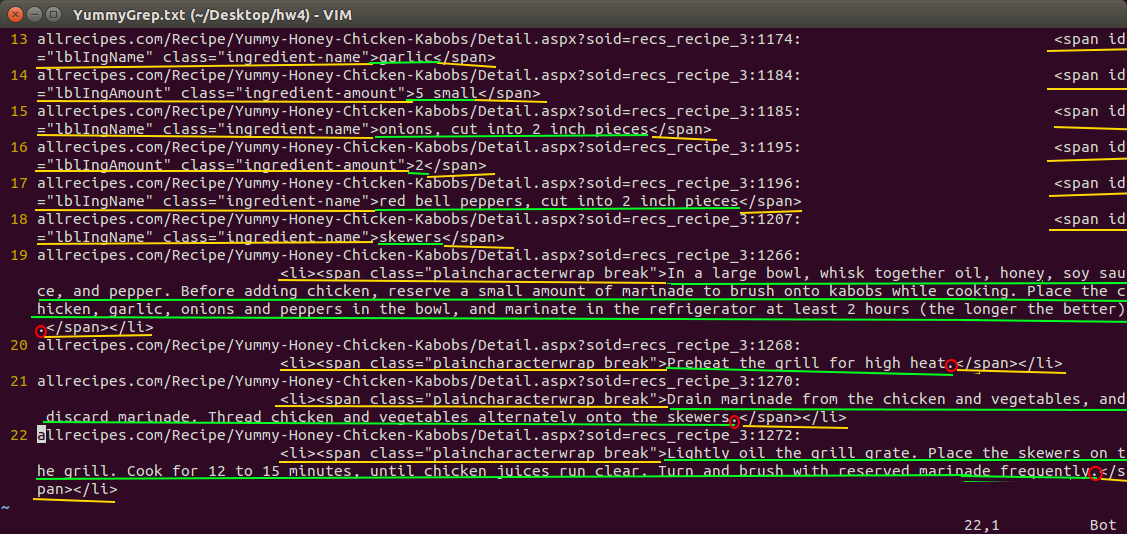 YummyGrep.txt (~/Desktop/hw4) - VIM
13 allrecipes.com/Recipe/Yummy-Honey-Chicken-Kabobs/Detail.aspx?soid=recs_recipe_3:1174: <span id
="lblIngName" class="ingredient-name">garlic</span>
14 allrecipes.com/Recipe/Yummy-Honey-Chicken-Kabobs/Detail.aspx?soid=recs_recipe_3:1184: <span id
="lblIngAmount" class="ingredient-amount">5 small</span>
15 allrecipes.com/Recipe/Yummy-Honey-Chicken-Kabobs/Detail.aspx?soid=recs_recipe_3:1185: <span id
="lblIngName" class="ingredient-name">onions, cut into 2 inch pieces</span>
16 allrecipes.com/Recipe/Yummy-Honey-Chicken-Kabobs/Detail.aspx?soid=recs_recipe_3:1195: <span id
="lblIngAmount" class="ingredient-amount">2</span>
17 allrecipes.com/Recipe/Yummy-Honey-Chicken-Kabobs/Detail.aspx?soid=recs_recipe_3:1196: <span id
="lblIngName" class="ingredient-name">red bell peppers, cut into 2 inch pieces</span>
18 allrecipes.com/Recipe/Yummy-Honey-Chicken-Kabobs/Detail.aspx?soid=recs_recipe_3:1207: <span id
="lblIngName" class="ingredient-name">skewers</span>
19 allrecipes.com/Recipe/Yummy-Honey-Chicken-Kabobs/Detail.aspx?soid=recs_recipe_3:1266:
<li><span class="plaincharacterwrap break">In a large bowl, whisk together oil, honey, soy sau
ce, and pepper. Before adding chicken, reserve a small amount of marinade to brush onto kabobs while cooking. Place the c
hicken, garlic, onions and peppers in the bowl, and marinate in the refrigerator at least 2 hours (the longer the better)
.</span></li>
20 allrecipes.com/Recipe/Yummy-Honey-Chicken-Kabobs/Detail.aspx?soid=recs_recipe_3:1268:
<li><span class="plaincharacterwrap break">Preheat the grill for high heat.</span></li>
21 allrecipes.com/Recipe/Yummy-Honey-Chicken-Kabobs/Detail.aspx?soid=recs_recipe_3:1270:
<li><span class="plaincharacterwrap break">Drain marinade from the chicken and vegetables, and
discard marinade. Thread chicken and vegetables alternately onto the skewers.</span></li>
22 allrecipes.com/Recipe/Yummy-Honey-Chicken-Kabobs/Detail.aspx?soid=recs_recipe_3:1272:
<li><span class="plaincharacterwrap break">Lightly oil the grill grate. Place the skewers on t
he grill. Cook for 12 to 15 minutes, until chicken juices run clear. Turn and brush with reserved marinade frequently.</s
pan></li>
~
22,1 Bot